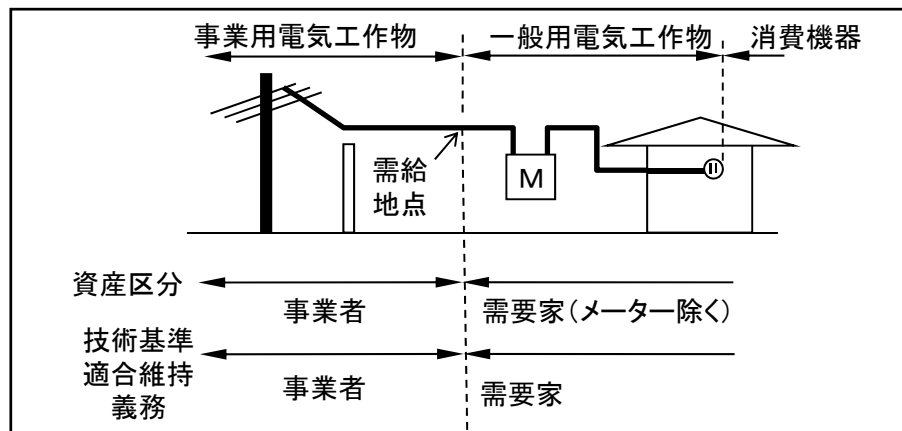 事業用電気工作物 一般用電気工作物 消費機器
需給
地点
M
資産区分
事業者 需要家(メーター除く)
技術基準
適合維持
義務
事業者 需要家